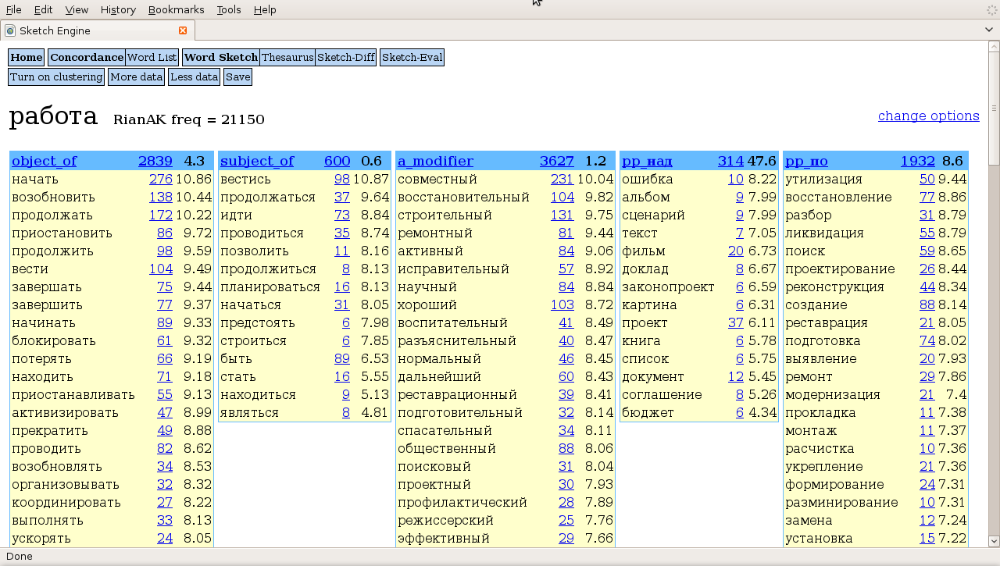 File Edit View History Bookmarks Tools Help
Sketch Engine
Home Concordance Word List Word Sketch Thesaurus Sketch-Diff Sketch-Eval
Turn on clustering More data Less data Save
работа RianAK freq = 21150 change options
object_of 2839 4.3 subject_of 600 0.6 a_modifier 3627 1.2 pp_над 314 47.6 pp_по 1932 8.6
начать 276 10.86 вестись 98 10.87 совместный 231 10.04 ошибка 10 8.22 утилизация 50 9.44
возобновить 138 10.44 продолжаться 37 9.64 восстановительный 104 9.82 альбом 9 7.99 восстановление 77 8.86
продолжать 172 10.22 идти 73 8.84 строительный 131 9.75 сценарий 9 7.99 разбор 31 8.79
приостановить 86 9.72 проводиться 35 8.74 ремонтный 81 9.44 текст 7 7.05 ликвидация 55 8.79
продолжить 98 9.59 позволить 11 8.16 активный 84 9.06 фильм 20 6.73 поиск 59 8.65
вести 104 9.49 продолжиться 8 8.13 исправительный 57 8.92 доклад 8 6.67 проектирование 26 8.44
завершать 75 9.44 планироваться 16 8.13 научный 84 8.84 законопроект 6 6.59 реконструкция 44 8.34
завершить 77 9.37 начаться 31 8.05 хороший 103 8.72 картина 6 6.31 создание 88 8.14
начинать 89 9.33 предстоять 6 7.98 воспитательный 41 8.49 проект 37 6.11 реставрация 21 8.05
блокировать 61 9.32 строиться 6 7.85 разъяснительный 40 8.47 книга 6 5.78 подготовка 74 8.02
потерять 66 9.19 быть 89 6.53 нормальный 46 8.45 список 6 5.75 выявление 20 7.93
находить 71 9.18 стать 16 5.55 дальнейший 60 8.43 документ 12 5.45 ремонт 29 7.86
приостанавливать 55 9.13 находиться 9 5.13 реставрационный 39 8.41 соглашение 8 5.26 модернизация 21 7.4
активизировать 47 8.99 являться 8 4.81 подготовительный 32 8.14 бюджет 6 4.34 прокладка 11 7.38
прекратить 49 8.88 спасательный 34 8.11 монтаж 11 7.37
проводить 82 8.62 общественный 88 8.06 расчистка 10 7.36
возобновлять 34 8.53 поисковый 31 8.04 укрепление 21 7.36
организовывать 32 8.32 проектный 30 7.93 формирование 24 7.31
координировать 27 8.22 профилактический 28 7.89 разминирование 10 7.31
выполнять 33 8.13 режиссерский 25 7.76 замена 12 7.24
ускорять 24 8.05 эффективный 29 7.66 установка 15 7.22
Done